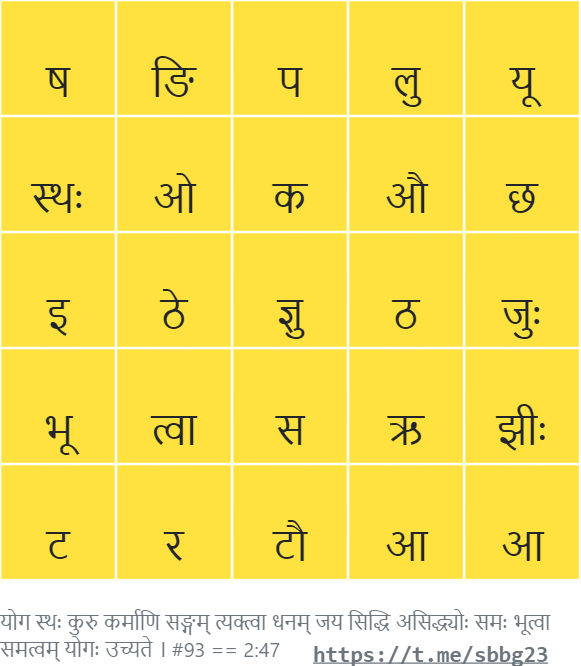 ष ङि प लु यू
स्थः ओ क औ छ
इ ठे ज्ञु ठ जुः
भू त्वा स ऋ झीः
ट र टौ आ आ
योग स्थः कुरु कर्माणि सङ्गम् त्यक्त्वा धनम् जय सिद्धि असिद्ध्योः समः भूत्वा
समत्वम् योगः उच्यते । #93 == 2:47 https://t.me/sbbg23